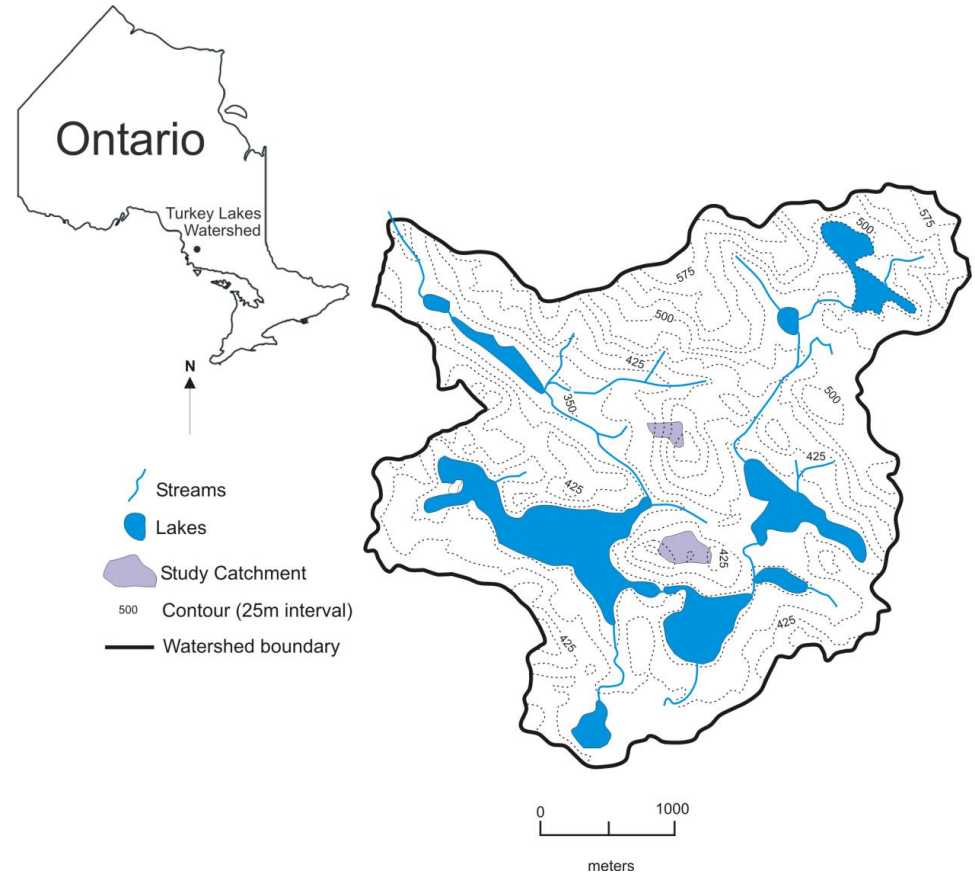 Ontario
Turkey Lakes
Watershed
N
Streams
Lakes
Study Catchment
500 Contour (25m interval)
Watershed boundary
575
500
575
500
425
350
500
425
425
425
425
425
0 1000
meters